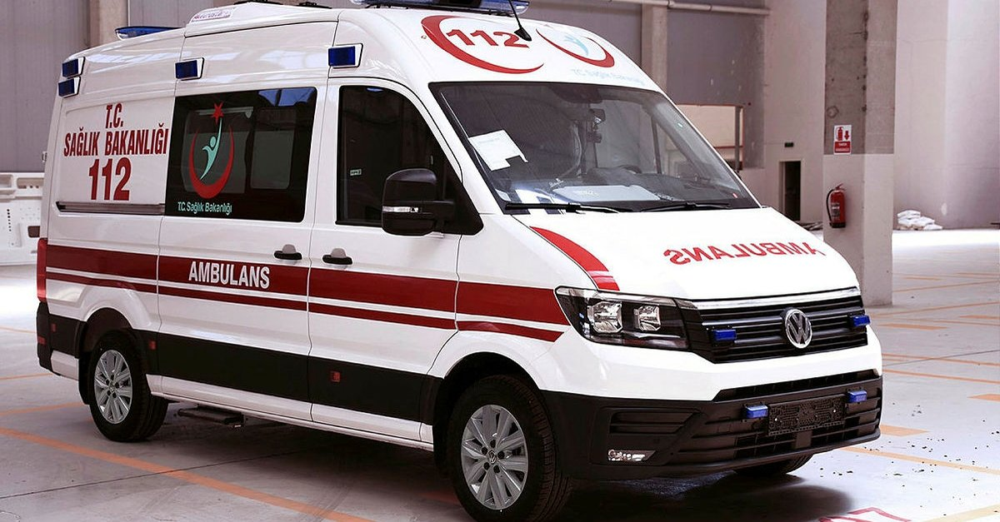 112
T.C. Sağlık Bakanlığı
T.C.
SAĞLIK BAKANLIĞI
112
T.C. Sağlık Bakanlığı
AMBULANS
AMBULANS